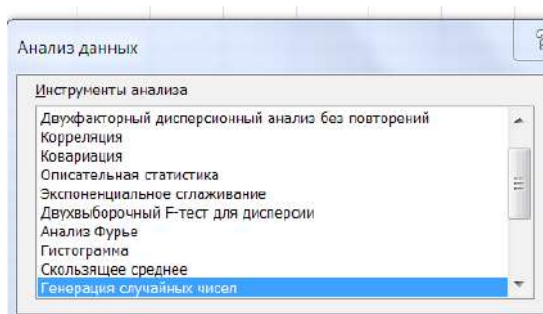 Анализ данных
Инструменты анализа
Двухфакторный дисперсионный анализ без повторений
Корреляция
Ковариация
Описательная статистика
Экспоненциальное сглаживание
Двухвыборочный F-тест для дисперсии
Анализ Фурье
Гистограмма
Скользящее среднее
Генерация случайных чисел